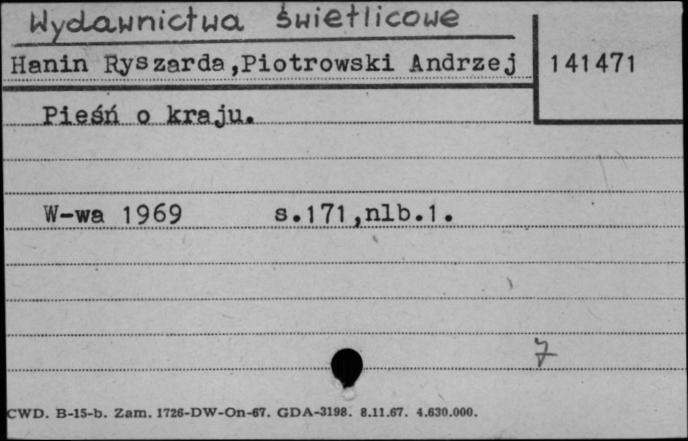 Wydawnictwa świetlicowe
Hanin Ryszarda,Piotrowski Andrzej
141471
Pieśń o kraju.
W-wa 1969 s.171,nlb.1.
7
CWD. B-15-b. Zam. 1726-DW-On-67. GDA-3198. 8.11.67. 4.630.000.